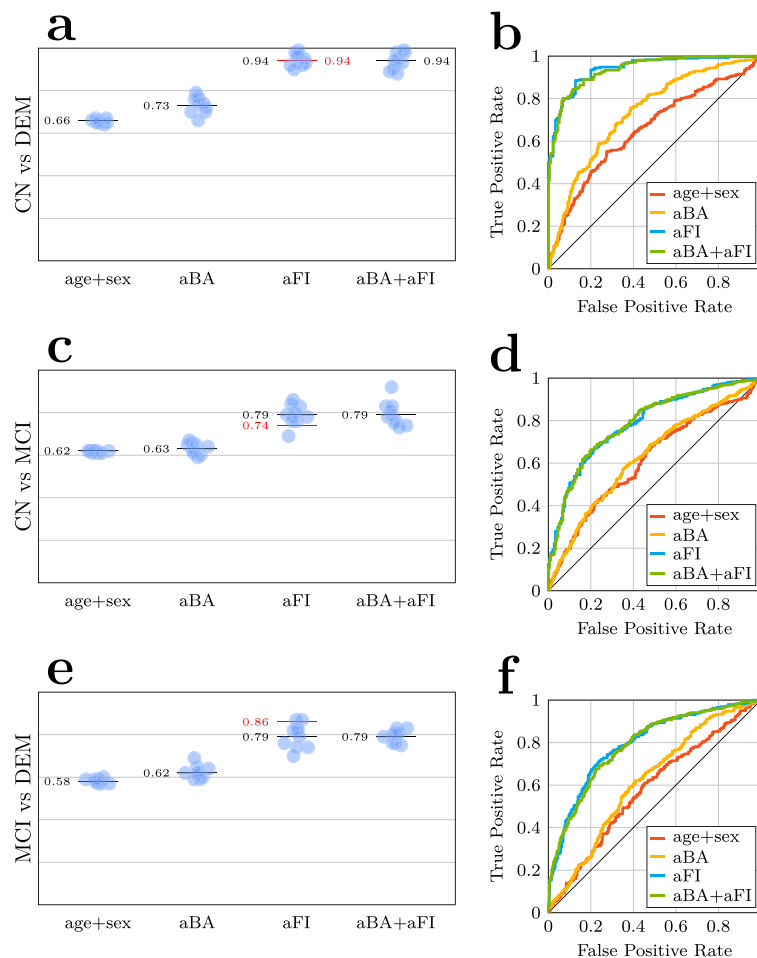 a
CN vs DEM
0.66
0.73
0.94
0.94
0.94
age+sex
aBA
aFI
aBA+aFI
b
True Positive Rate
1
0.8
0.6
0.4
0.2
0
0
0.2
0.4
0.6
0.8
age+sex
aBA
aFI
aBA+aFI
False Positive Rate
c
CN vs MCI
0.62
0.63
0.79
0.74
0.79
age+sex
aBA
aFI
aBA+aFI
d
True Positive Rate
1
0.8
0.6
0.4
0.2
0
0
0.2
0.4
0.6
0.8
age+sex
aBA
aFI
aBA+aFI
False Positive Rate
e
MCI vs DEM
0.58
0.62
0.86
0.79
0.79
age+sex
aBA
aFI
aBA+aFI
f
True Positive Rate
1
0.8
0.6
0.4
0.2
0
0
0.2
0.4
0.6
0.8
age+sex
aBA
aFI
aBA+aFI
False Positive Rate